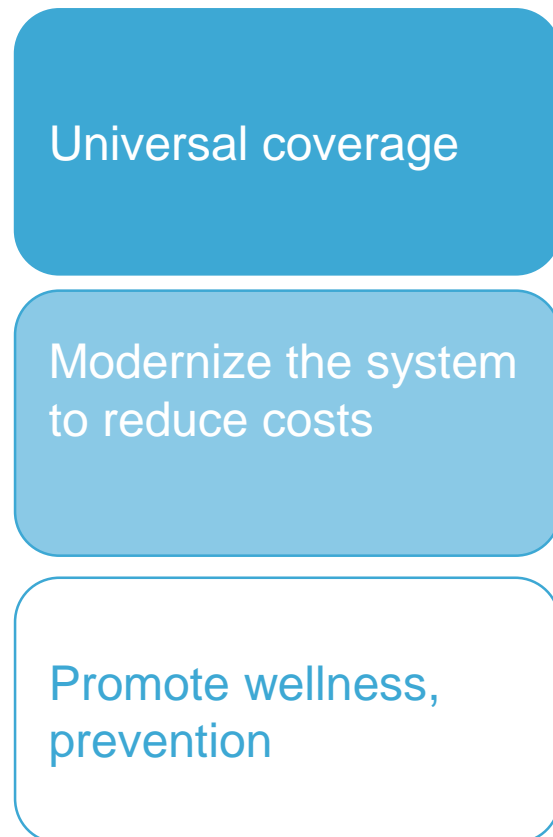 Universal coverage
Modernize the system
to reduce costs
Promote wellness,
prevention